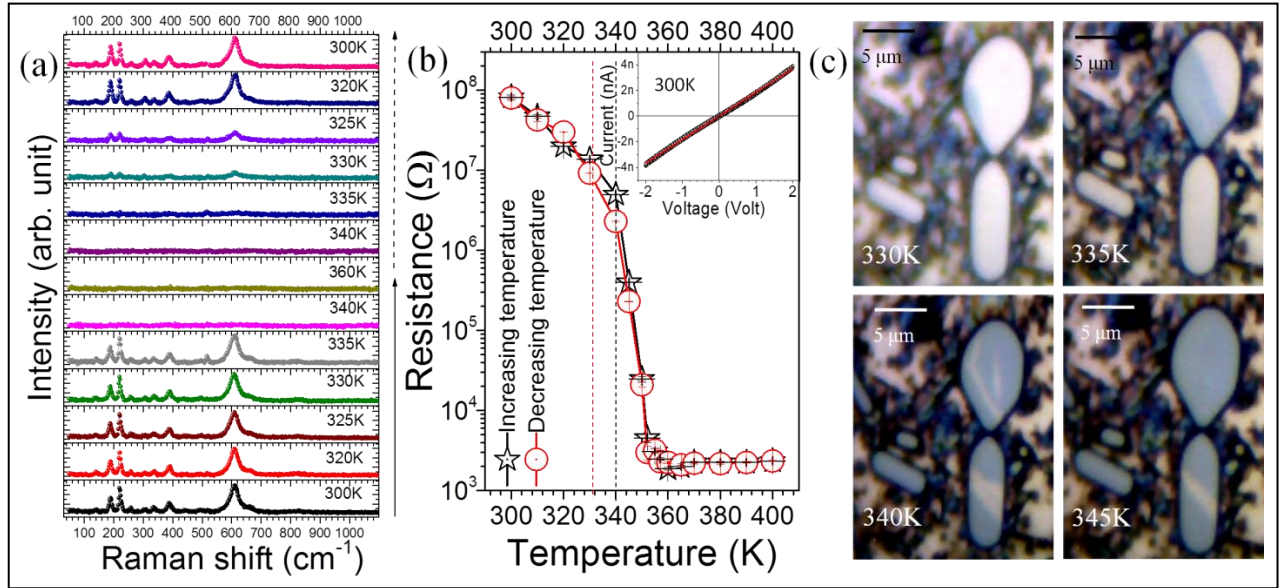 (a)
100 200 300 400 500 600 700 800 900 1000
300K
320K
325K
330K
335K
340K
360K
340K
335K
330K
325K
320K
300K
Intensity (arb. unit)
100 200 300 400 500 600 700 800 900 1000
Raman shift (cm⁻¹)
(b)
300 320 340 360 380 400
10⁸
10⁷
10⁶
10⁵
10⁴
10³
Resistance (Ω)
Increasing temperature
Decreasing temperature
300 320 340 360 380 400
Temperature (K)
Current (nA)
4n
2n
0
-2n
-4n
300K
-2 -1 0 1 2
Voltage (Volt)
(c)
5 μm
330K
5 μm
335K
5 μm
340K
5 μm
345K